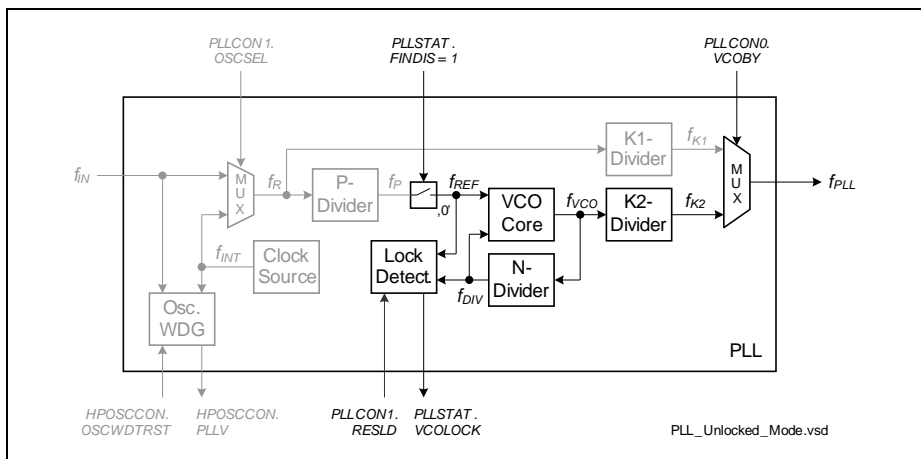 PLLCON1.
OSCSEL
PLLSTAT.
FINDIS = 1
PLLCON0.
VCOBY
K1-
Divider
fK1
fIN
MUX
fR
P-
Divider
fP
fREF
‚0‘
VCO
Core
fVCO
K2-
Divider
fK2
MUX
fPLL
fINT
Clock
Source
Lock
Detect.
fDIV
N-
Divider
Osc.
WDG
PLL
HPOSCCON.
OSCWDTRST
HPOSCCON.
PLLV
PLLCON1.
RESLD
PLLSTAT.
VCOLOCK
PLL_Unlocked_Mode.vsd